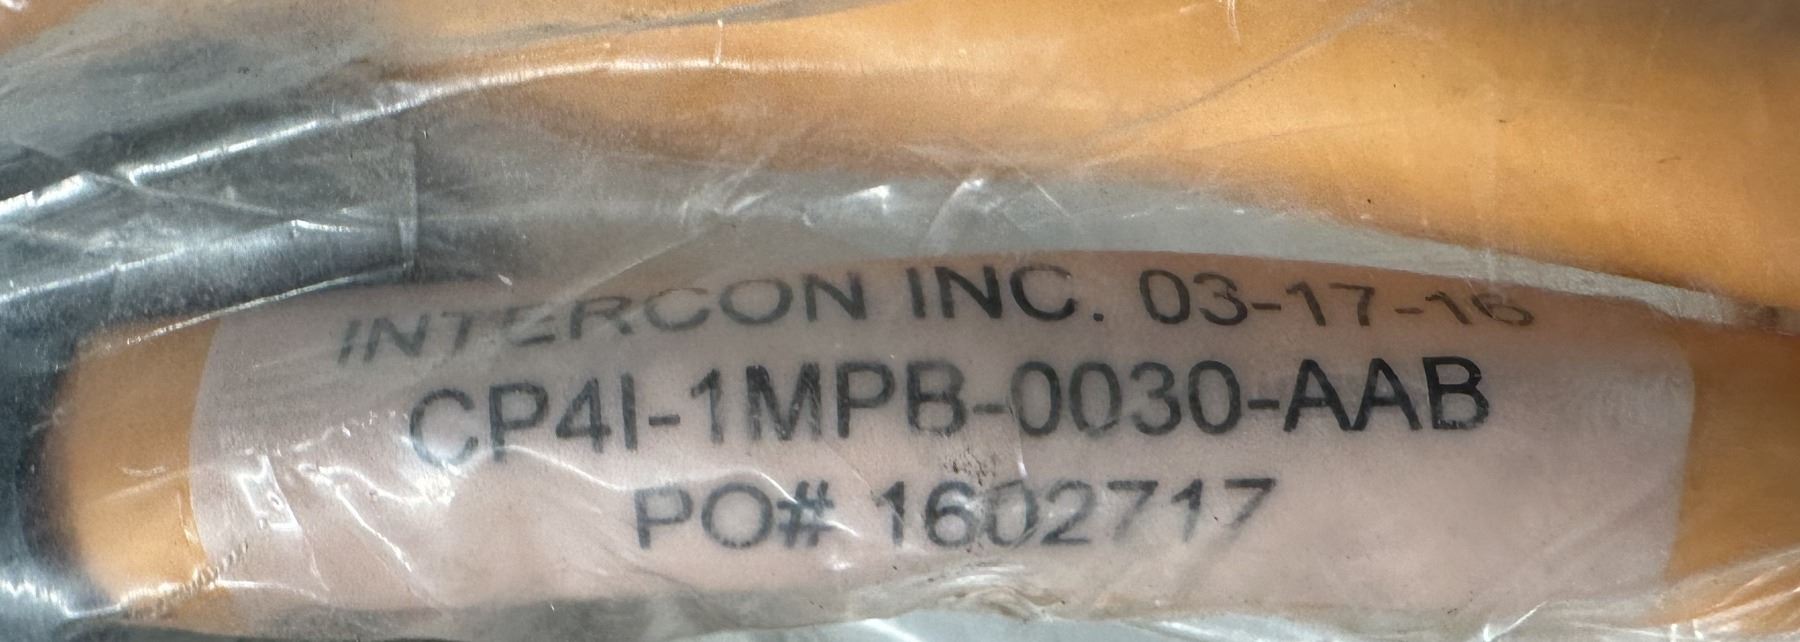 INTERCON INC. 03-17-16
CP4I-1MPB-0030-AAB
PO# 1602717